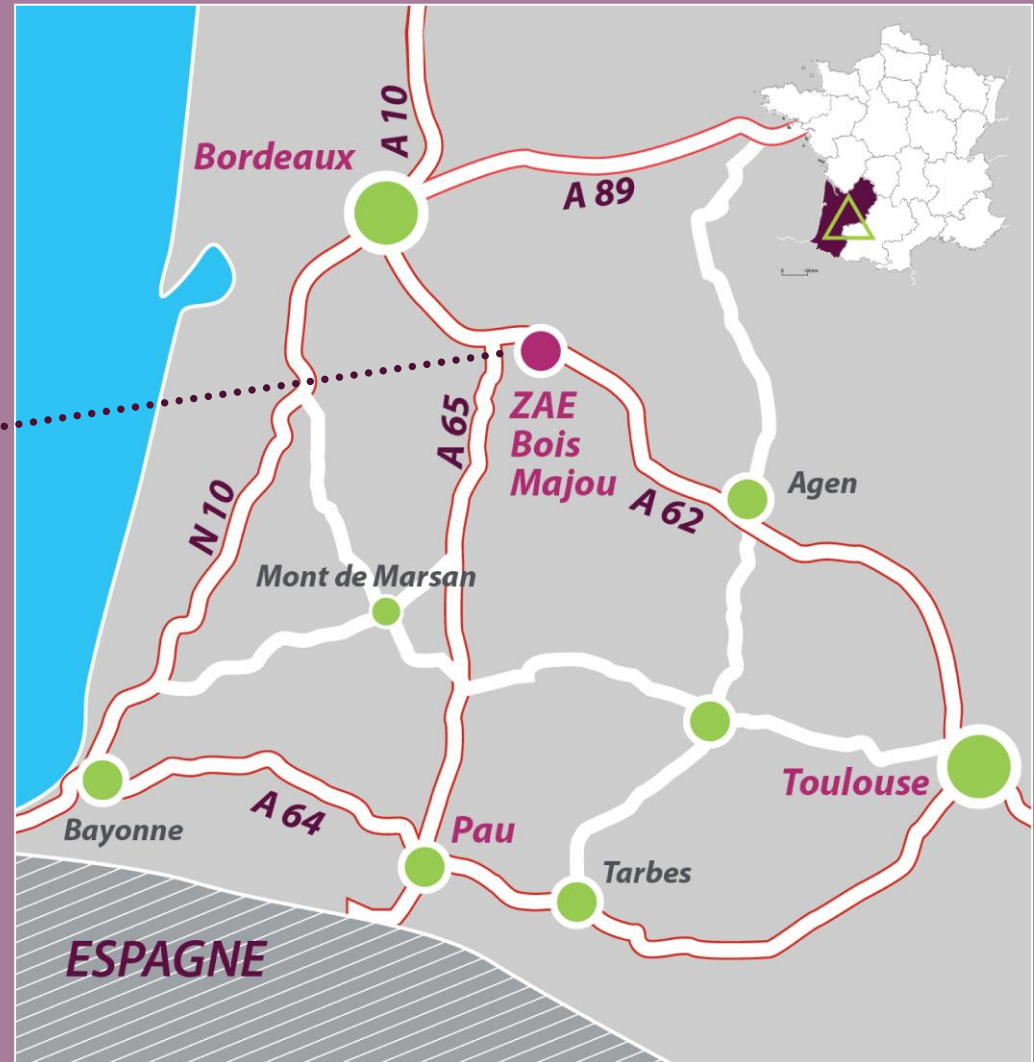 A 10
Bordeaux
A 89
ZAE
Bois
Majou
A 65
A 62
Agen
N 10
Mont de Marsan
Toulouse
A 64
Bayonne
Pau
Tarbes
ESPAGNE